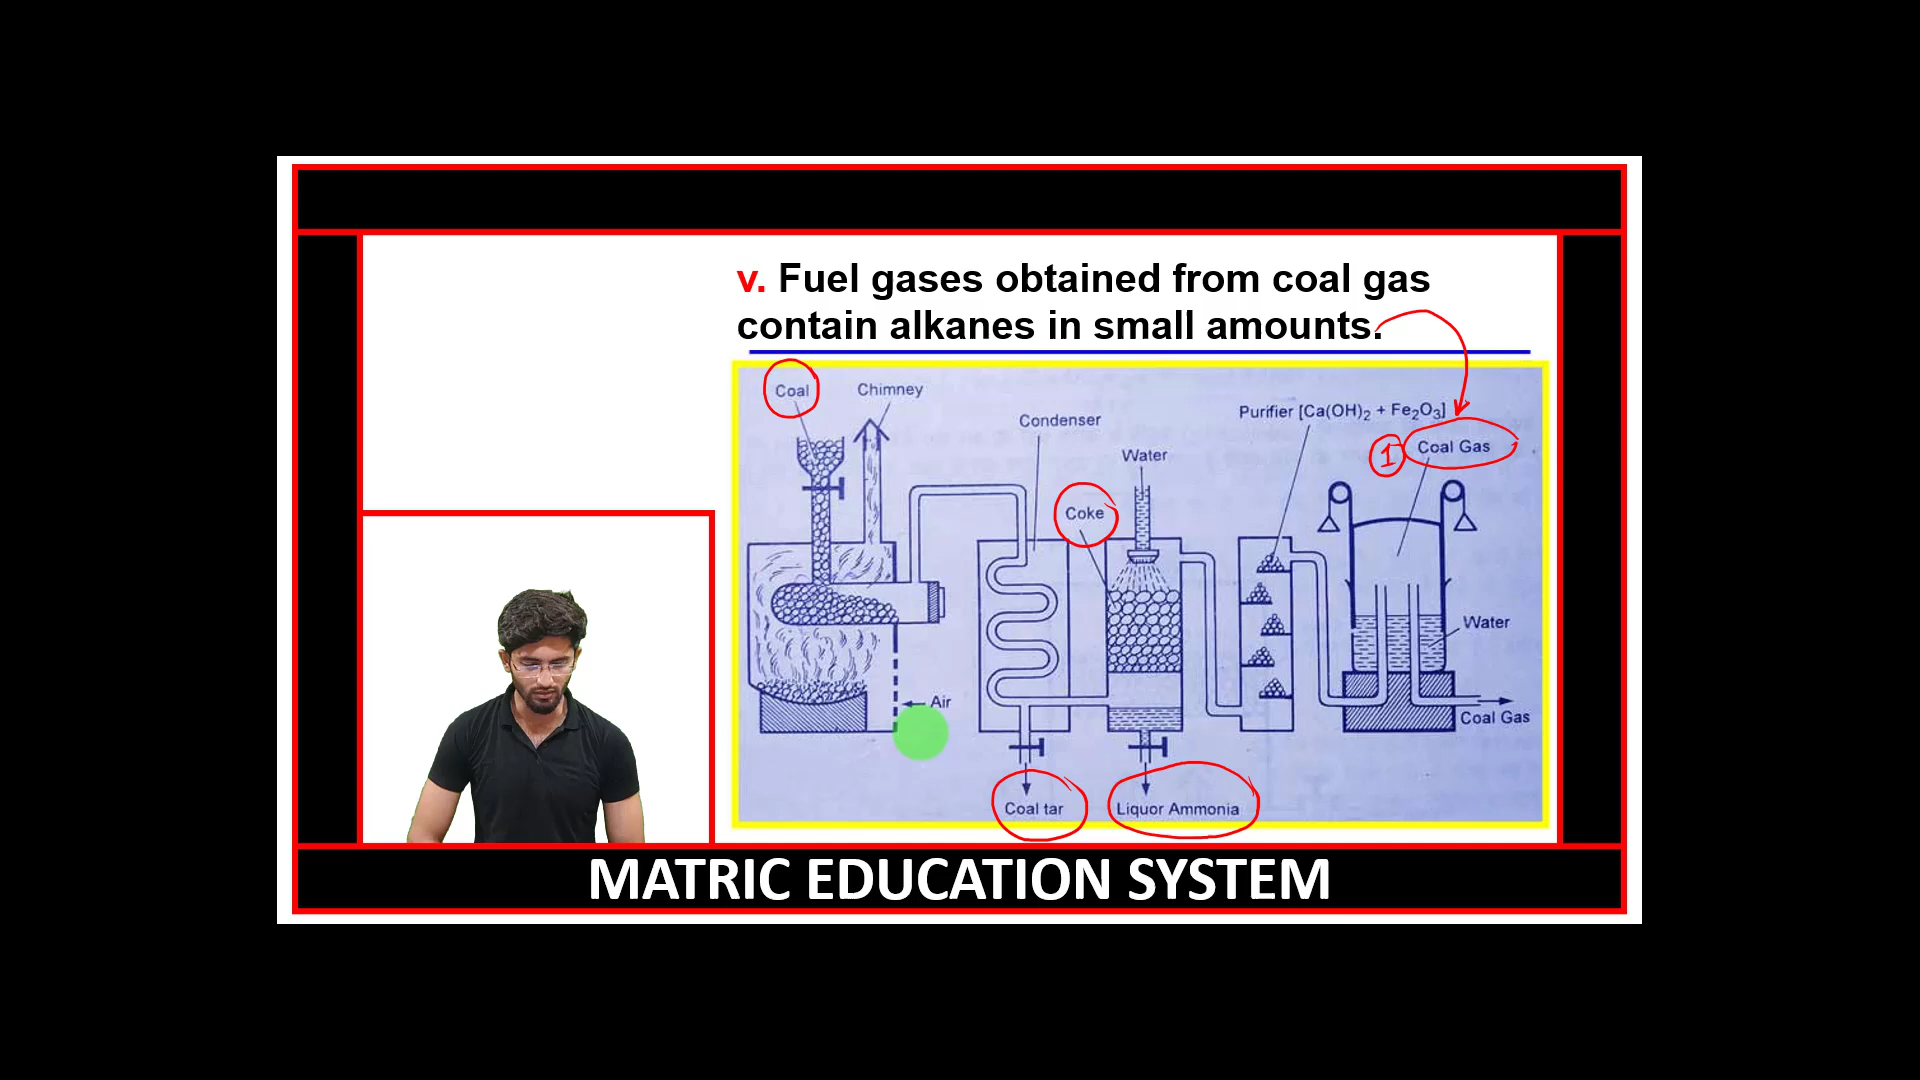 v. Fuel gases obtained from coal gas
contain alkanes in small amounts.
Coal
Chimney
Condenser
Purifier [Ca(OH)₂ + Fe₂O₃]
1
Coal Gas
Water
Coke
Water
Air
Coal Gas
Coal tar
Liquor Ammonia
MATRIC EDUCATION SYSTEM